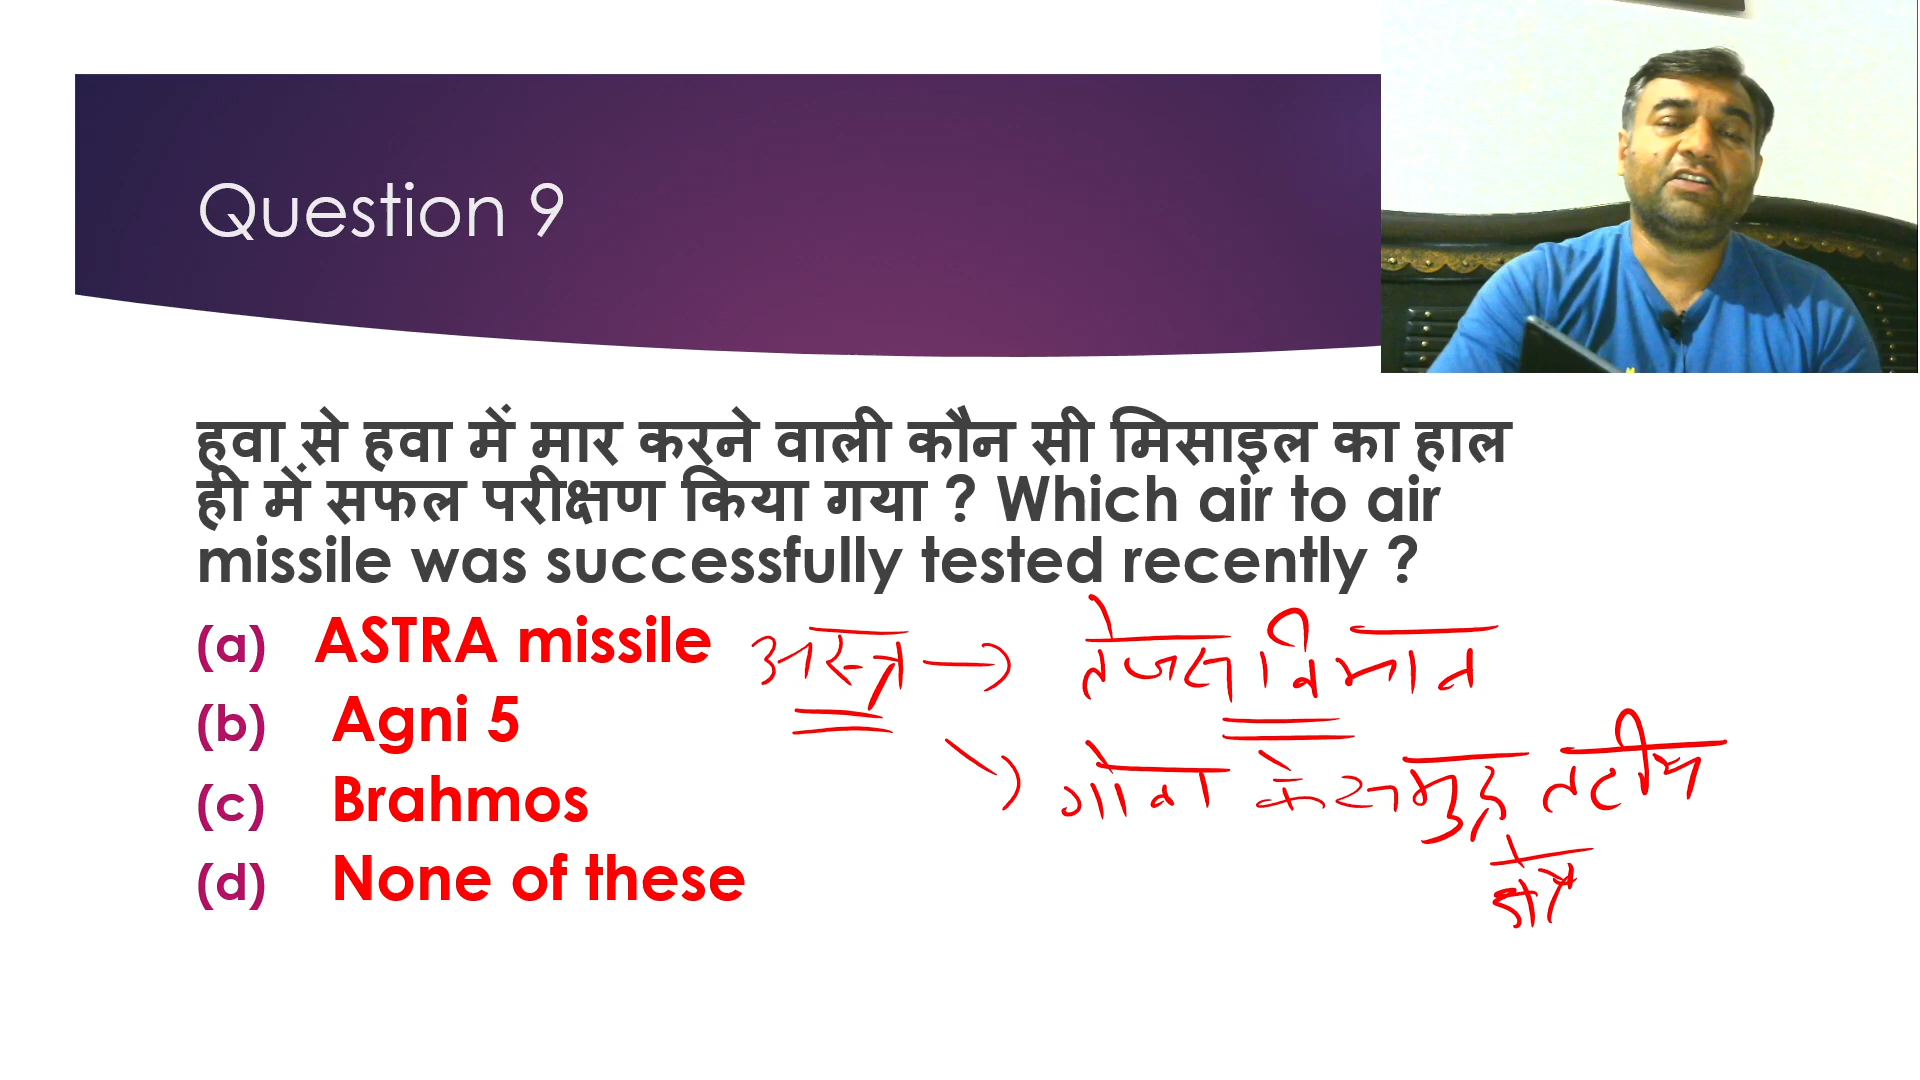 Question 9
हवा से हवा में मार करने वाली कौन सी मिसाइल का हाल
ही में सफल परीक्षण किया गया ? Which air to air
missile was successfully tested recently ?
(a) ASTRA missile
अस्त्र → तेजस विमान
(b) Agni 5
→ गोवा के समुद्र तटीय
(c) Brahmos
क्षेत्र
(d) None of these